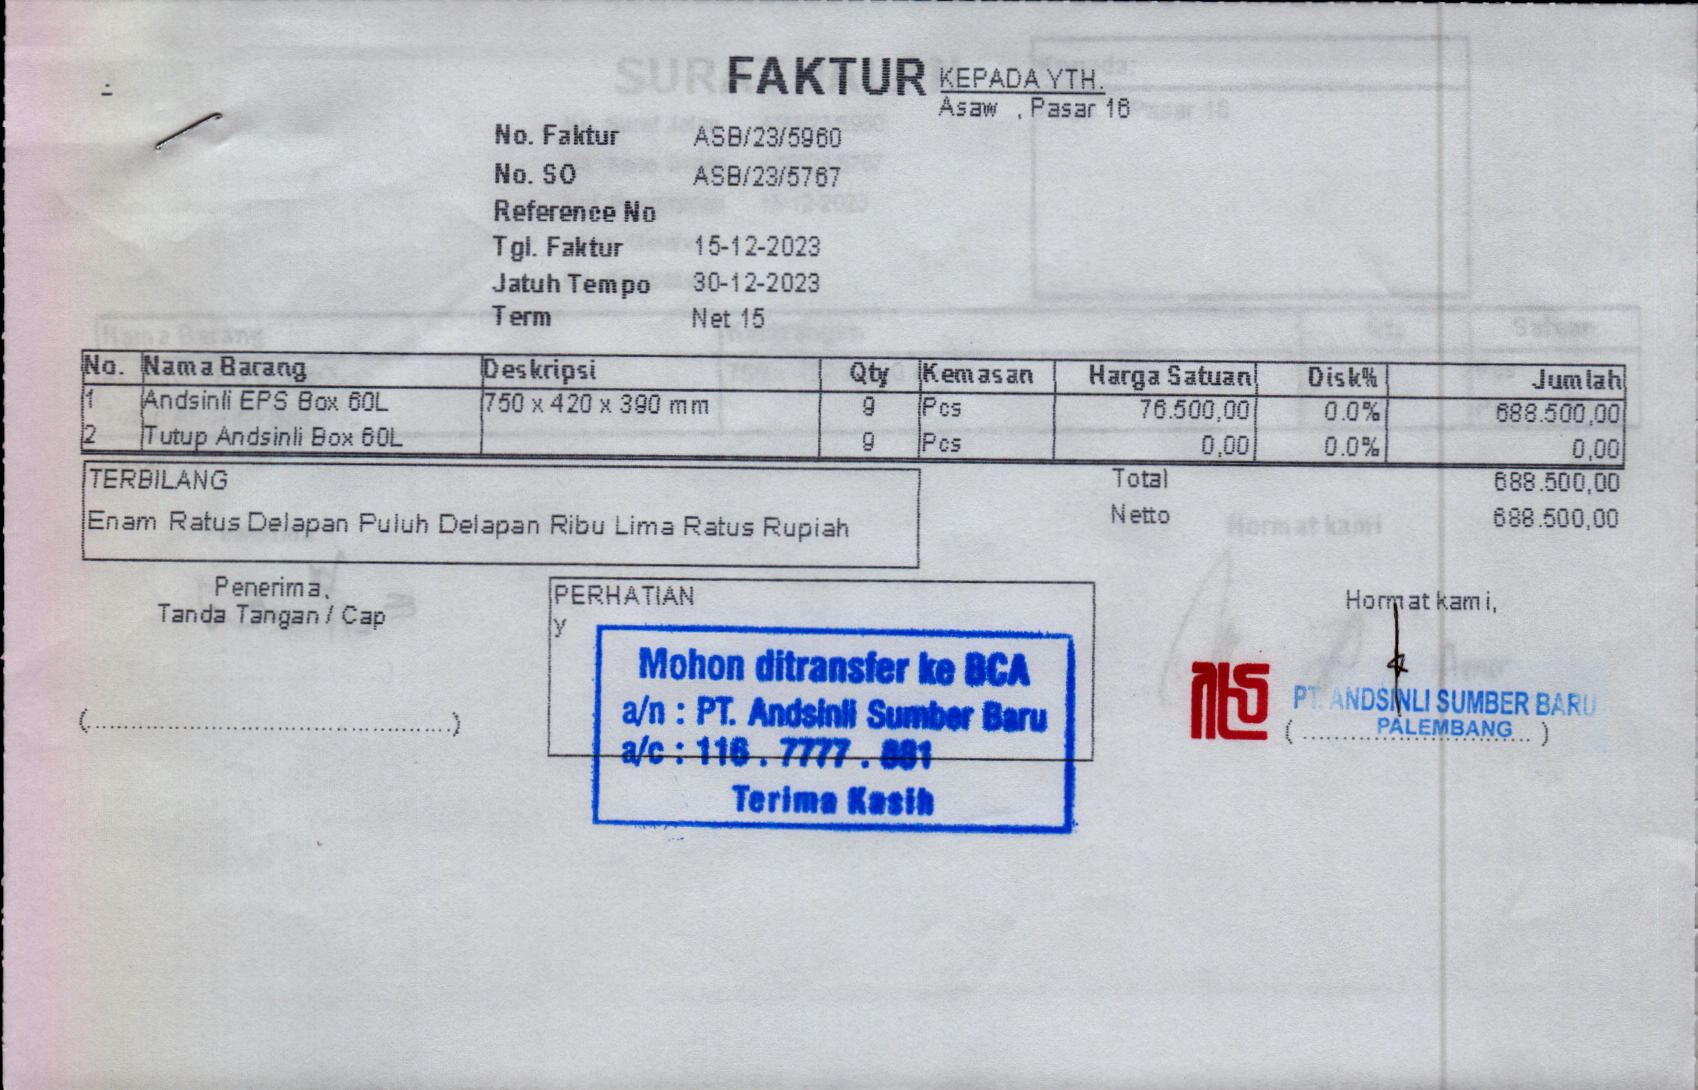 FAKTUR
KEPADA YTH.
Asaw , Pasar 16
No. Faktur ASB/23/5960
No. SO ASB/23/5767
Reference No
Tgl. Faktur 15-12-2023
Jatuh Tempo 30-12-2023
Term Net 15
No. Nama Barang Deskripsi Qty Kemasan Harga Satuan Disk% Jumlah
1 Andsinli EPS Box 60L 750 x 420 x 390 mm 9 Pcs 76.500,00 0.0% 688.500,00
2 Tutup Andsinli Box 60L 9 Pcs 0,00 0.0% 0,00
TERBILANG
Enam Ratus Delapan Puluh Delapan Ribu Lima Ratus Rupiah
Total 688.500,00
Netto 688.500,00
Penerima,
Tanda Tangan / Cap
(..................................................)
PERHATIAN
y
Mohon ditransfer ke BCA
a/n : PT. Andsinli Sumber Baru
a/c : 116 . 7777 . 881
Terima Kasih
Hormat kami,
PT. ANDSINLI SUMBER BARU
PALEMBANG
(................................)